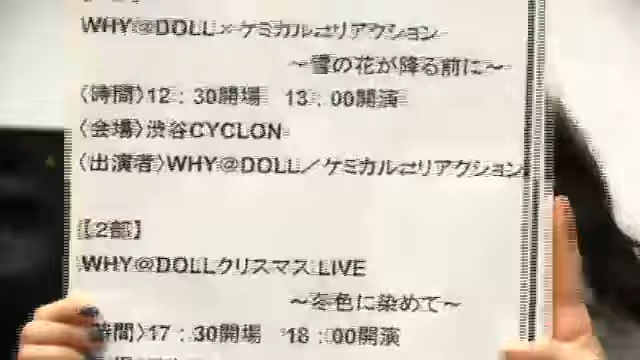 WHY@DOLL×ケミカル⇄リアクション
～雪の花が降る前に～
〈時間〉12：30開場　13：00開演
〈会場〉渋谷CYCLON
〈出演者〉WHY@DOLL／ケミカル⇄リアクション
【2部】
WHY@DOLLクリスマスLIVE
～冬色に染めて～
時間〉17：30開場　18：00開演